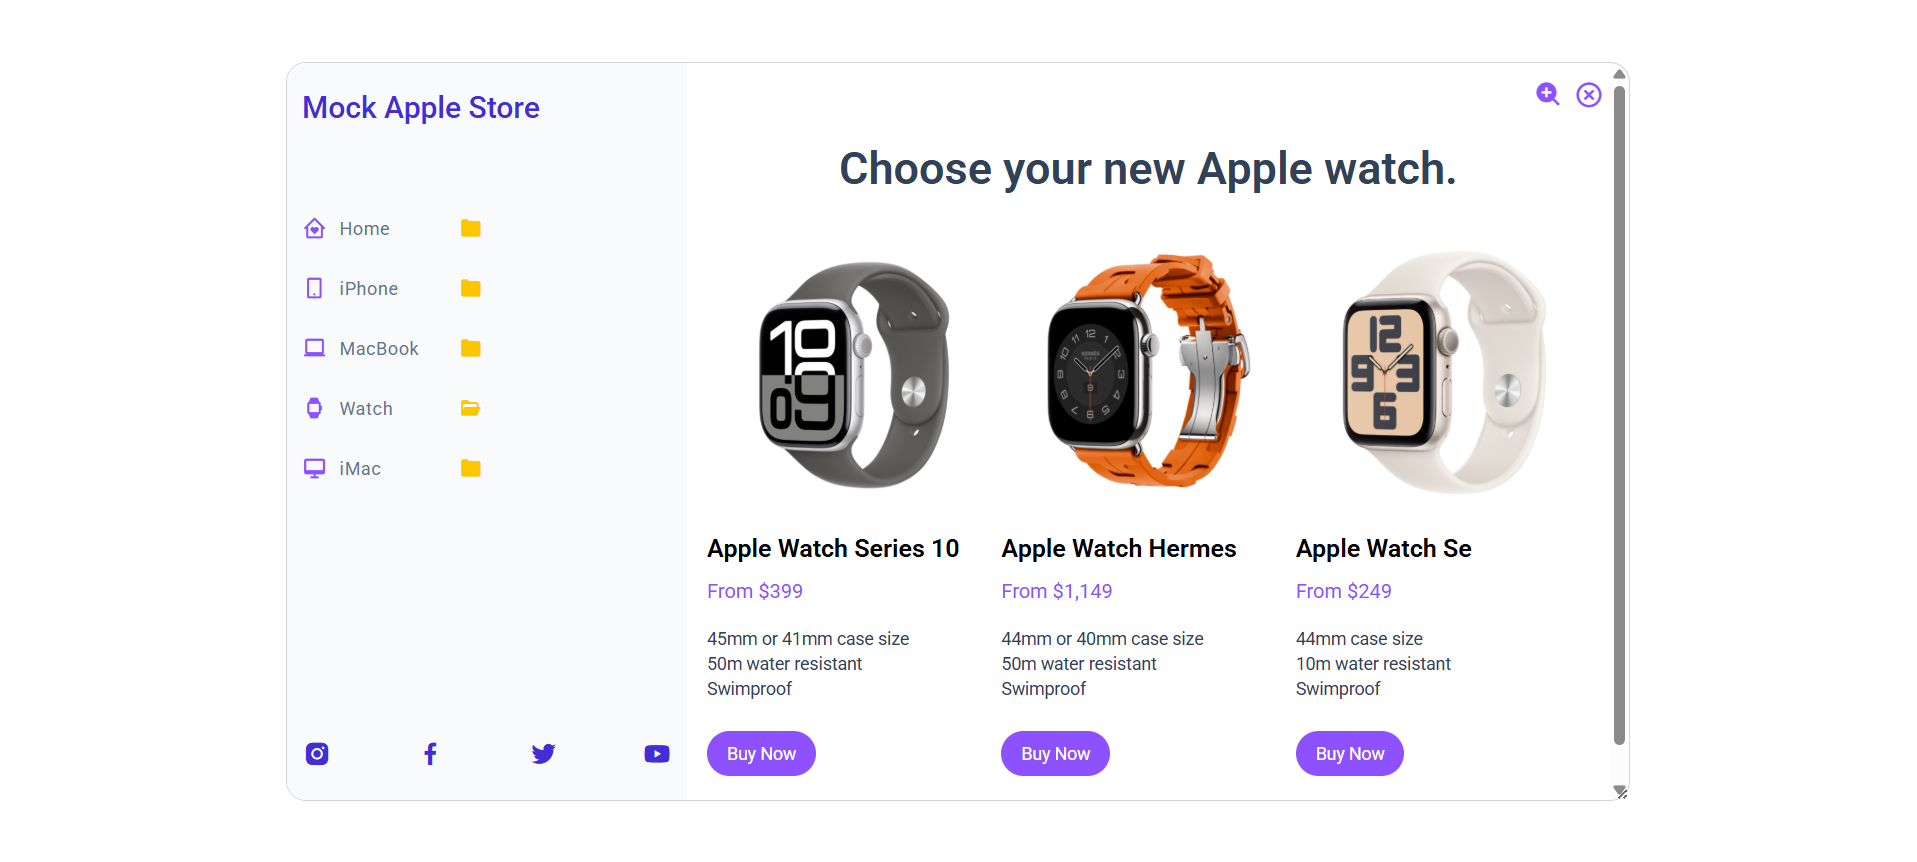 Mock Apple Store
Home
iPhone
MacBook
Watch
iMac
Choose your new Apple watch.
10
09
12
3
6
9
Apple Watch Series 10
From $399
45mm or 41mm case size
50m water resistant
Swimproof
Buy Now
Apple Watch Hermes
From $1,149
44mm or 40mm case size
50m water resistant
Swimproof
Buy Now
Apple Watch Se
From $249
44mm case size
10m water resistant
Swimproof
Buy Now